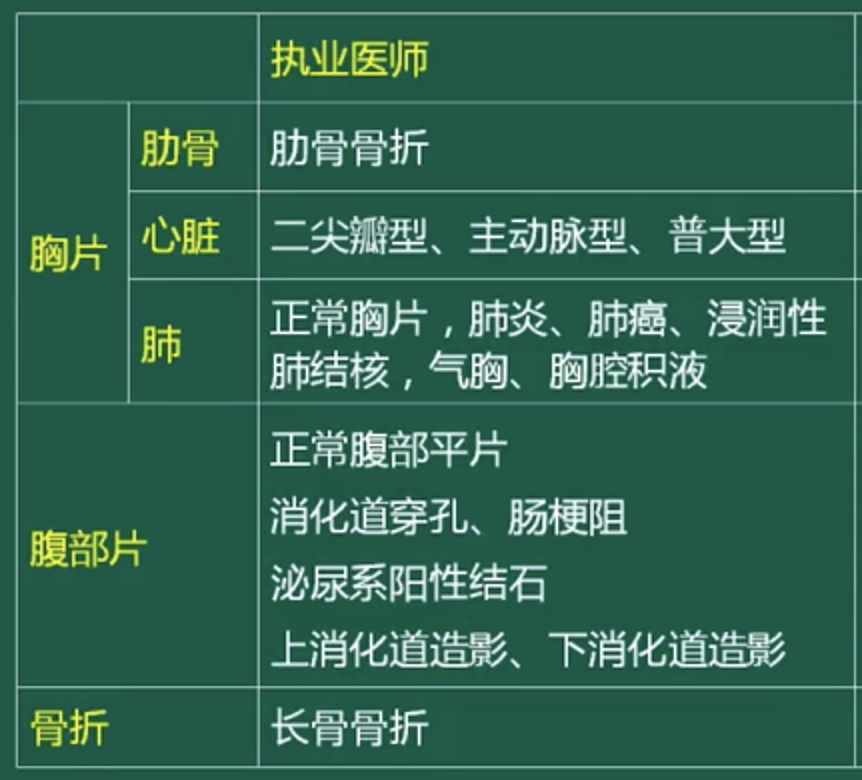 执业医师
胸片
肋骨
肋骨骨折
心脏
二尖瓣型、主动脉型、普大型
肺
正常胸片，肺炎、肺癌、浸润性
肺结核，气胸、胸腔积液
腹部片
正常腹部平片
消化道穿孔、肠梗阻
泌尿系阳性结石
上消化道造影、下消化道造影
骨折
长骨骨折